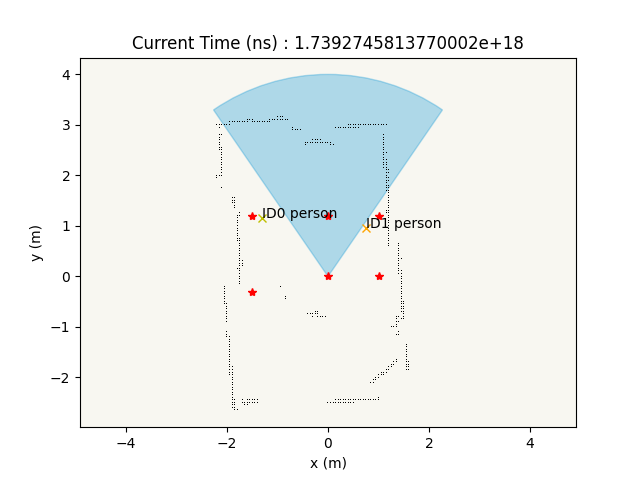 Current Time (ns) : 1.7392745813770002e+18
4
3
2
ID0 person
ID1 person
1
0
−1
−2
y (m)
−4
−2
0
2
4
x (m)